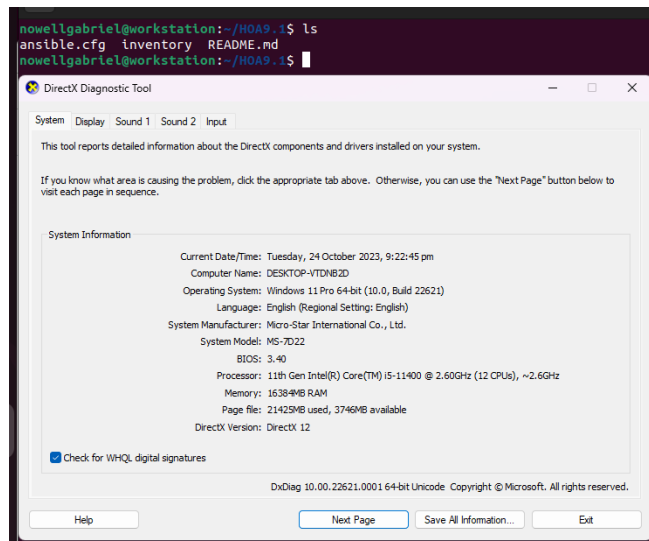 nowellgabriel@workstation:~/HOA9.1$ ls
ansible.cfg  inventory  README.md
nowellgabriel@workstation:~/HOA9.1$
DirectX Diagnostic Tool
System Display Sound 1 Sound 2 Input
This tool reports detailed information about the DirectX components and drivers installed on your system.
If you know what area is causing the problem, click the appropriate tab above.  Otherwise, you can use the "Next Page" button below to
visit each page in sequence.
System Information
Current Date/Time: Tuesday, 24 October 2023, 9:22:45 pm
Computer Name: DESKTOP-VTDNB2D
Operating System: Windows 11 Pro 64-bit (10.0, Build 22621)
Language: English (Regional Setting: English)
System Manufacturer: Micro-Star International Co., Ltd.
System Model: MS-7D22
BIOS: 3.40
Processor: 11th Gen Intel(R) Core(TM) i5-11400 @ 2.60GHz (12 CPUs), ~2.6GHz
Memory: 16384MB RAM
Page file: 21425MB used, 3746MB available
DirectX Version: DirectX 12
Check for WHQL digital signatures
DxDiag 10.00.22621.0001 64-bit Unicode  Copyright © Microsoft. All rights reserved.
Help Next Page Save All Information... Exit